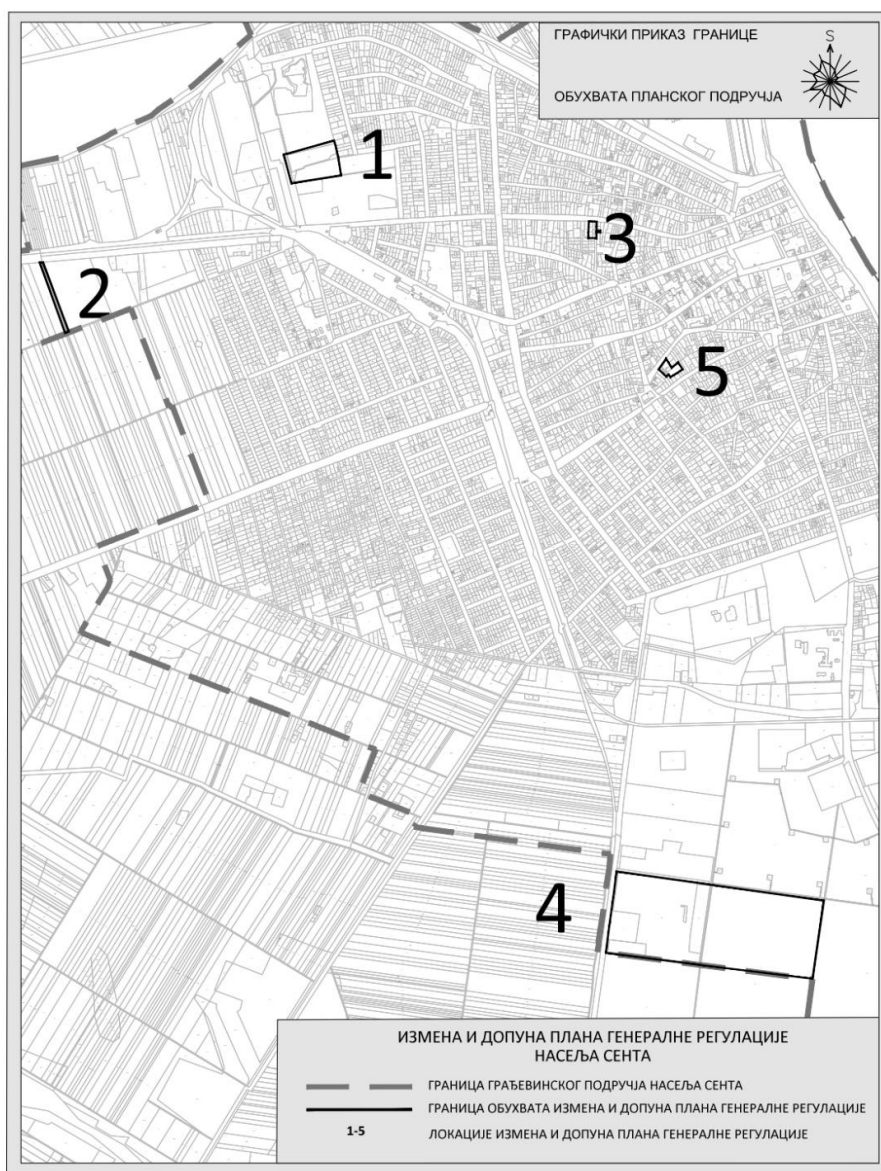 ГРАФИЧКИ ПРИКАЗ ГРАНИЦЕ
S
ОБУХВАТА ПЛАНСКОГ ПОДРУЧЈА
1
3
2
5
4
ИЗМЕНА И ДОПУНА ПЛАНА ГЕНЕРАЛНЕ РЕГУЛАЦИЈЕ
НАСЕЉА СЕНТА
ГРАНИЦА ГРАЂЕВИНСКОГ ПОДРУЧЈА НАСЕЉА СЕНТА
ГРАНИЦА ОБУХВАТА ИЗМЕНА И ДОПУНА ПЛАНА ГЕНЕРАЛНЕ РЕГУЛАЦИЈЕ
1-5 ЛОКАЦИЈЕ ИЗМЕНА И ДОПУНА ПЛАНА ГЕНЕРАЛНЕ РЕГУЛАЦИЈЕ